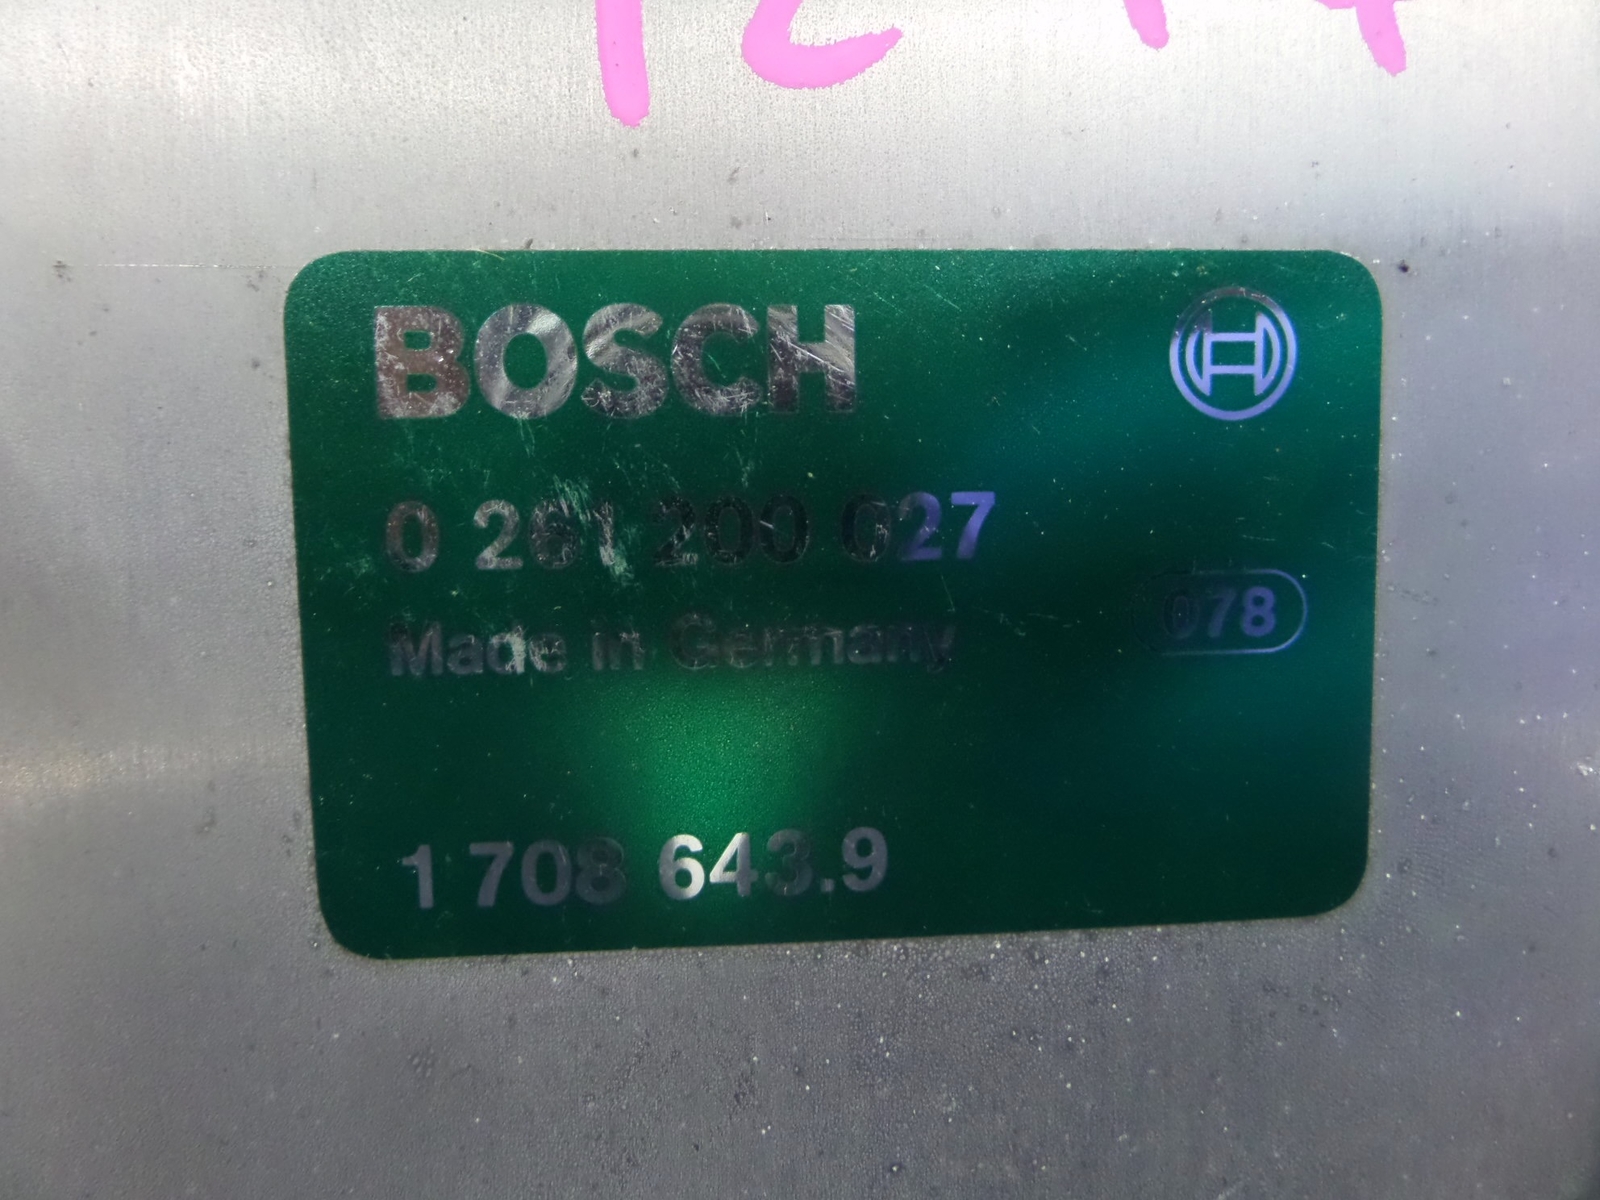 BOSCH
0 261 200 027
Made in Germany
078
1 708 643.9